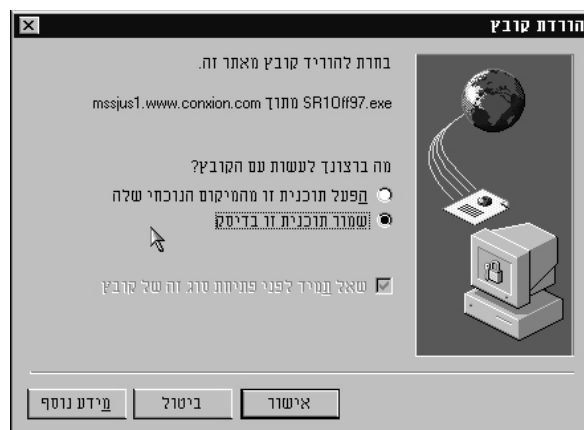 הורדת קובץ
בחרת להוריד קובץ מאתר זה.
SR1Off97.exe מתוך mssjus1.www.conxion.com
מה ברצונך לעשות עם הקובץ?
הפעל תוכנית זו מהמיקום הנוכחי שלה
שמור תוכנית זו בדיסק
שאל תמיד לפני פתיחת סוג זה של קובץ
אישור
ביטול
מידע נוסף